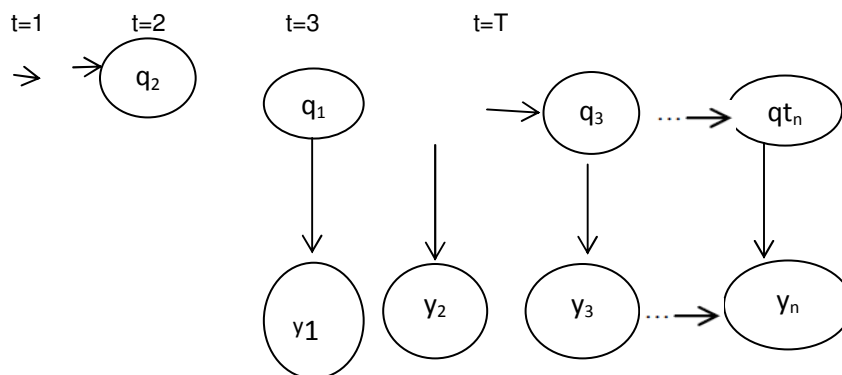 t=1 t=2 t=3 t=T
q₂ q₁ q₃ ... qtₙ
y1 y₂ y₃ ... yₙ